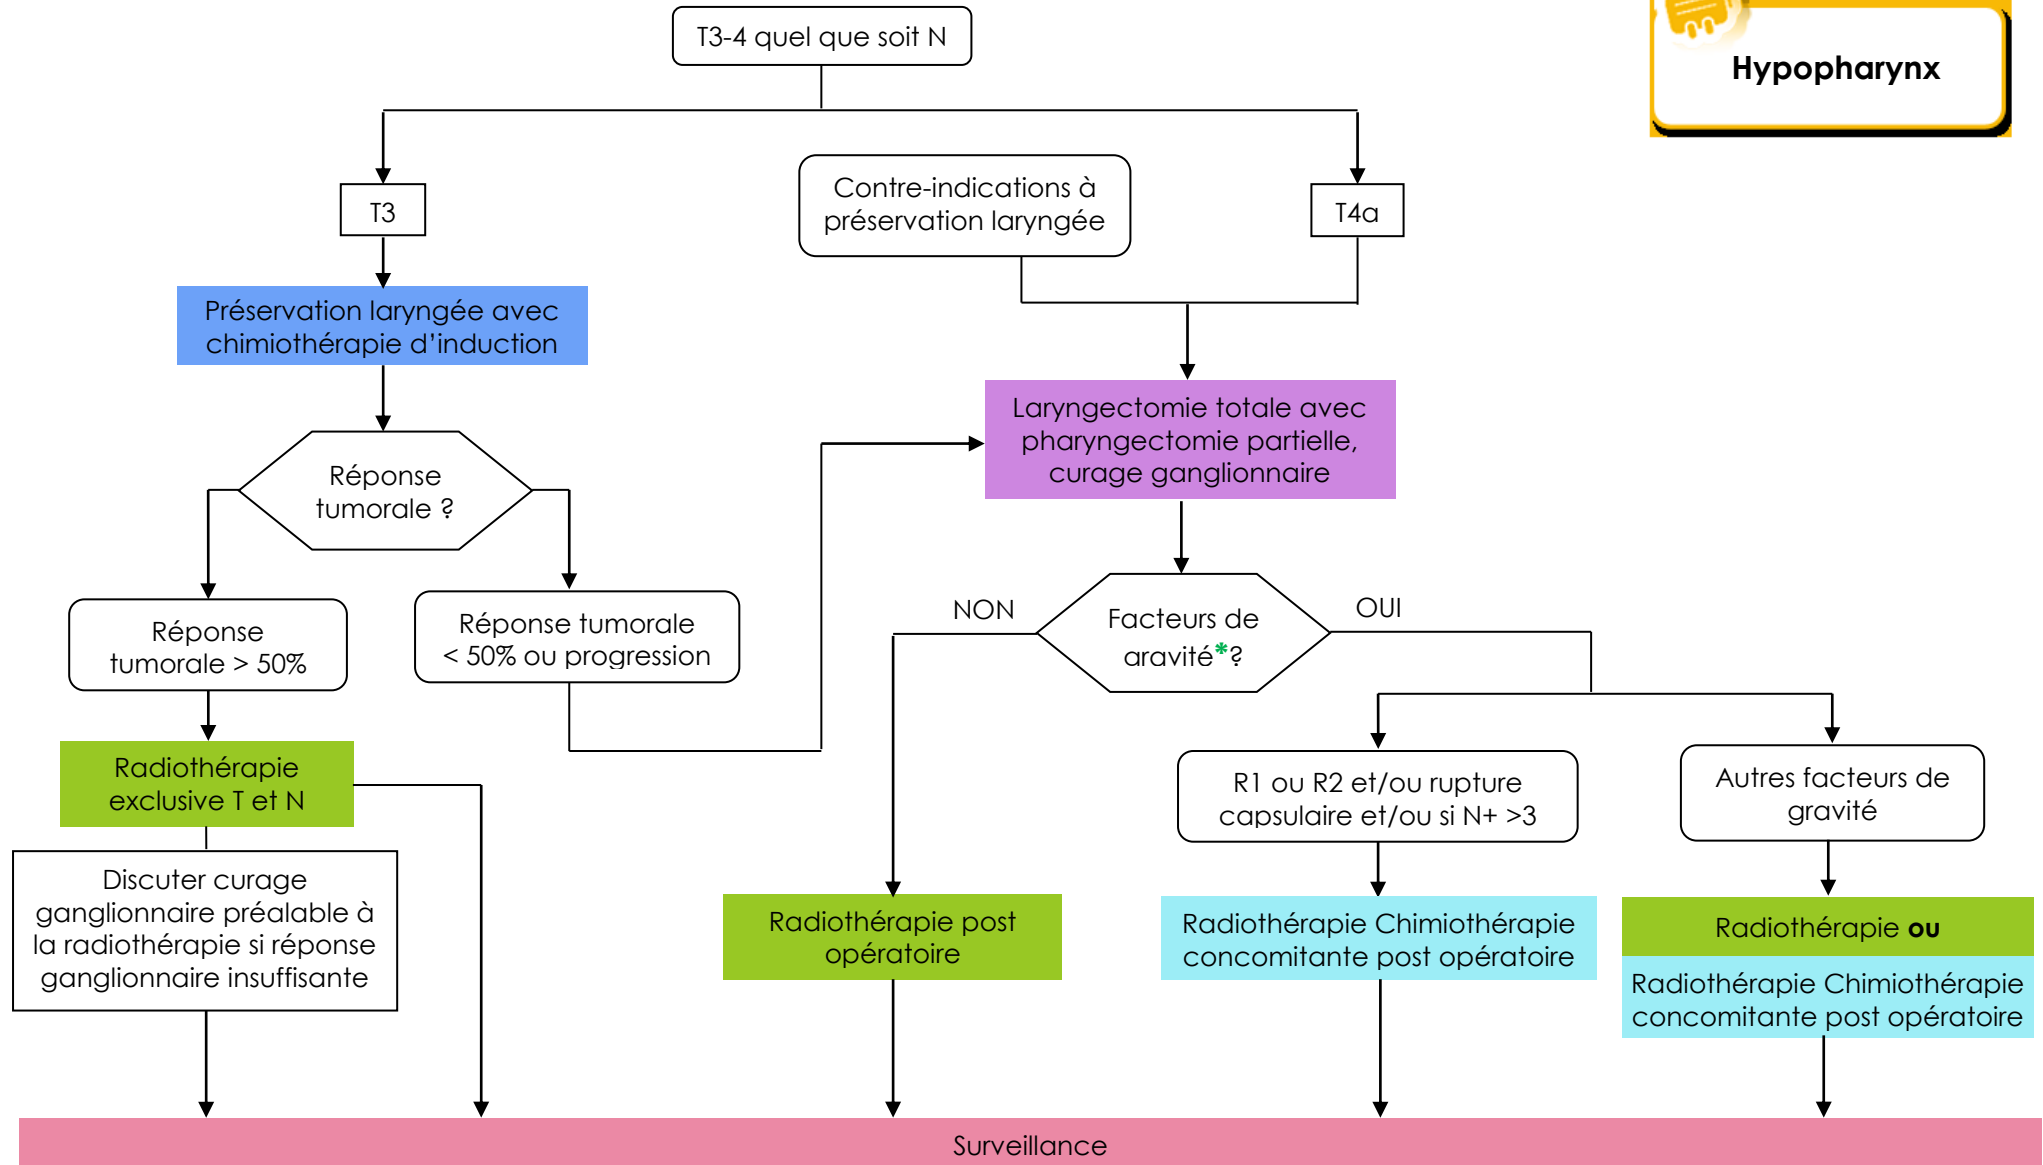 T3-4 quel que soit N
Hypopharynx
T3
Contre-indications à
préservation laryngée
T4a
Préservation laryngée avec
chimiothérapie d’induction
Laryngectomie totale avec
pharyngectomie partielle,
curage ganglionnaire
Réponse
tumorale ?
Réponse
tumorale > 50%
Réponse tumorale
< 50% ou progression
NON
Facteurs de
gravité*?
OUI
Radiothérapie
exclusive T et N
R1 ou R2 et/ou rupture
capsulaire et/ou si N+ >3
Autres facteurs de
gravité
Discuter curage
ganglionnaire préalable à
la radiothérapie si réponse
ganglionnaire insuffisante
Radiothérapie post
opératoire
Radiothérapie Chimiothérapie
concomitante post opératoire
Radiothérapie ou
Radiothérapie Chimiothérapie
concomitante post opératoire
Surveillance